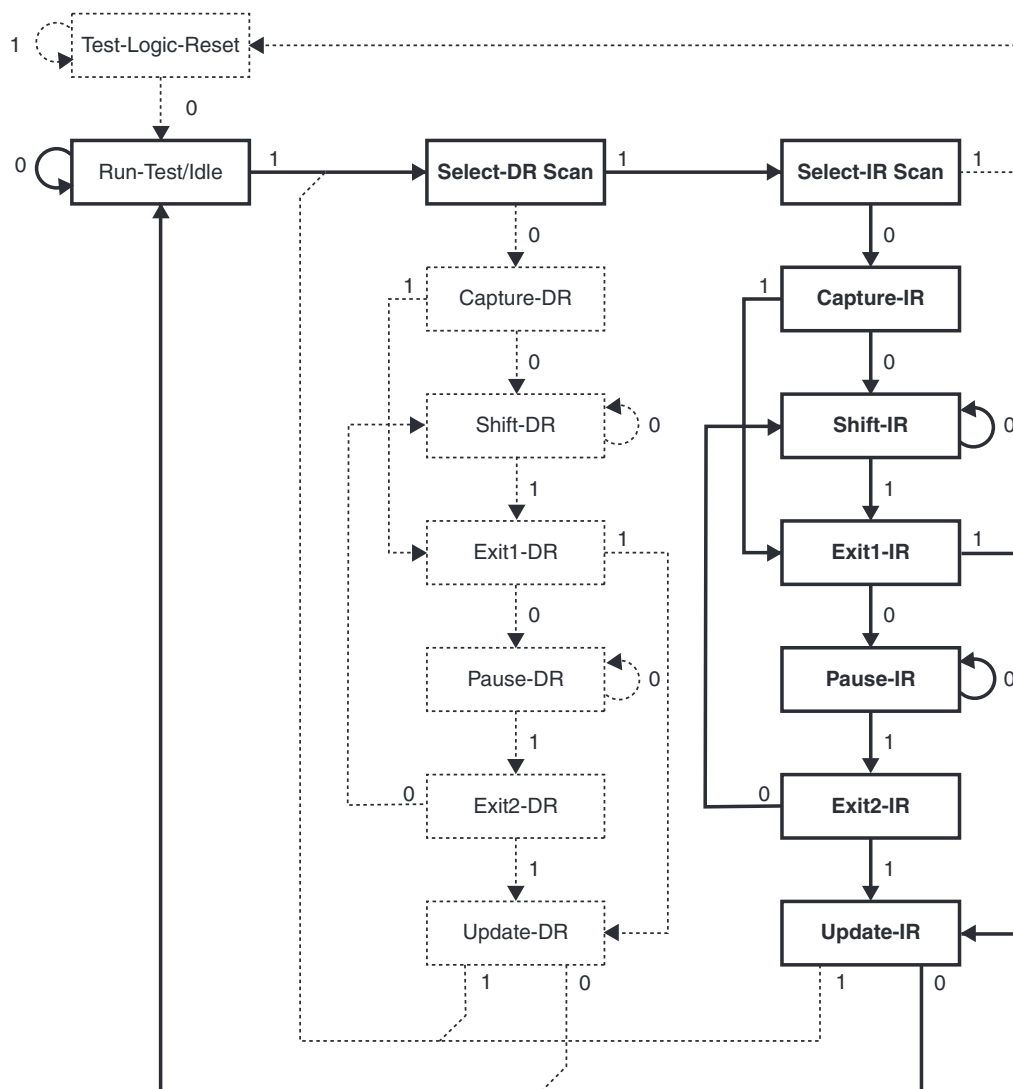 1 Test-Logic-Reset
0
0 Run-Test/Idle 1 Select-DR Scan 1 Select-IR Scan 1
0 0
1 Capture-DR 1 Capture-IR
0 0
Shift-DR 0 Shift-IR 0
1 1
Exit1-DR 1 Exit1-IR 1
0 0
Pause-DR 0 Pause-IR 0
1 1
0 Exit2-DR 0 Exit2-IR
1 1
Update-DR Update-IR
1 0 1 0